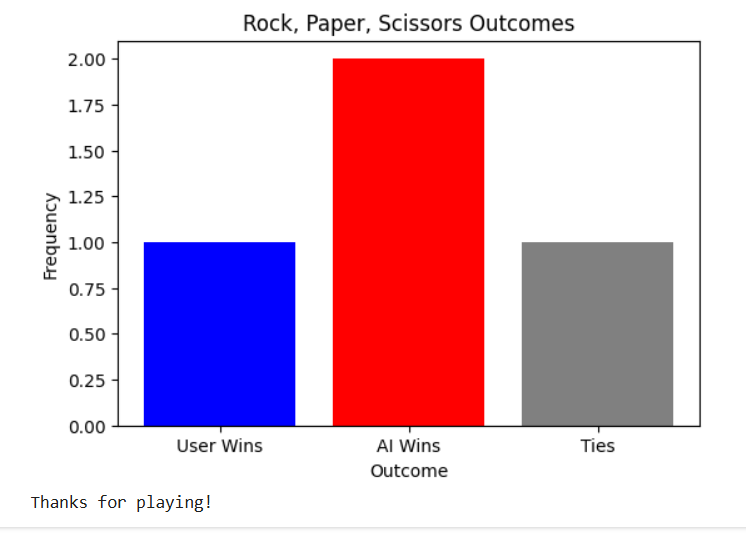 Rock, Paper, Scissors Outcomes
2.00
1.75
1.50
1.25
1.00
0.75
0.50
0.25
0.00
Frequency
User Wins
AI Wins
Ties
Outcome
Thanks for playing!